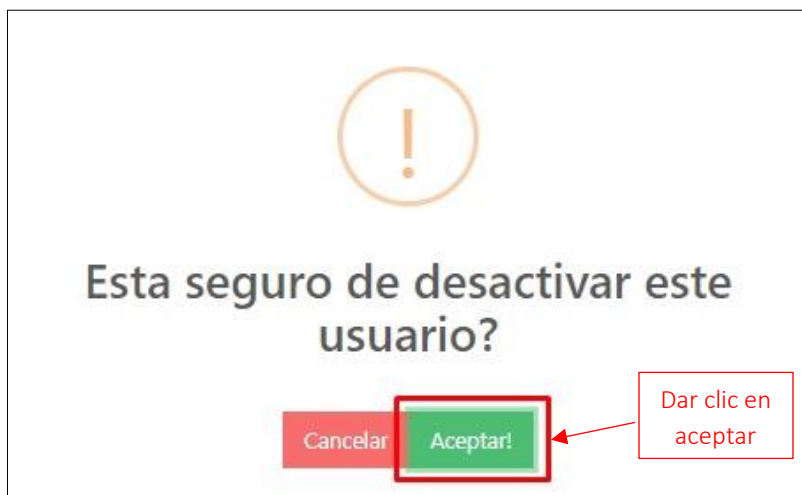 Esta seguro de desactivar este
usuario?
Cancelar
Aceptar!
Dar clic en
aceptar